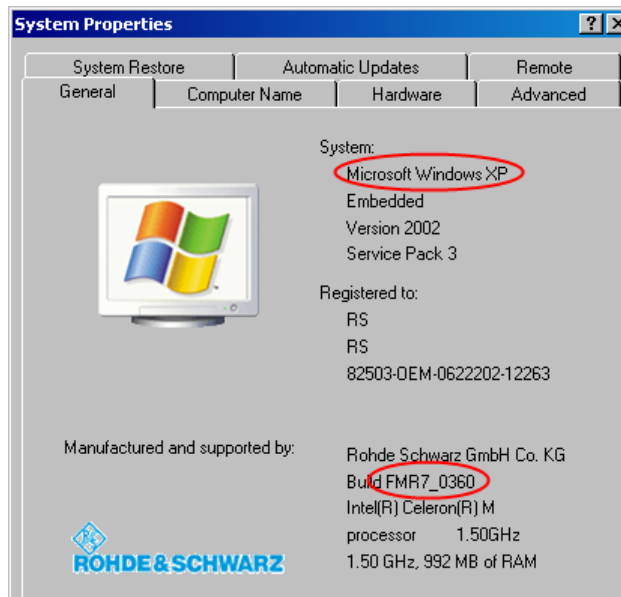 System Properties
System Restore
Automatic Updates
Remote
General
Computer Name
Hardware
Advanced
System:
Microsoft Windows XP
Embedded
Version 2002
Service Pack 3
Registered to:
RS
RS
82503-OEM-0622202-12263
Manufactured and supported by:
Rohde Schwarz GmbH Co. KG
Build FMR7_0360
Intel(R) Celeron(R) M
processor 1.50GHz
1.50 GHz, 992 MB of RAM
ROHDE&SCHWARZ